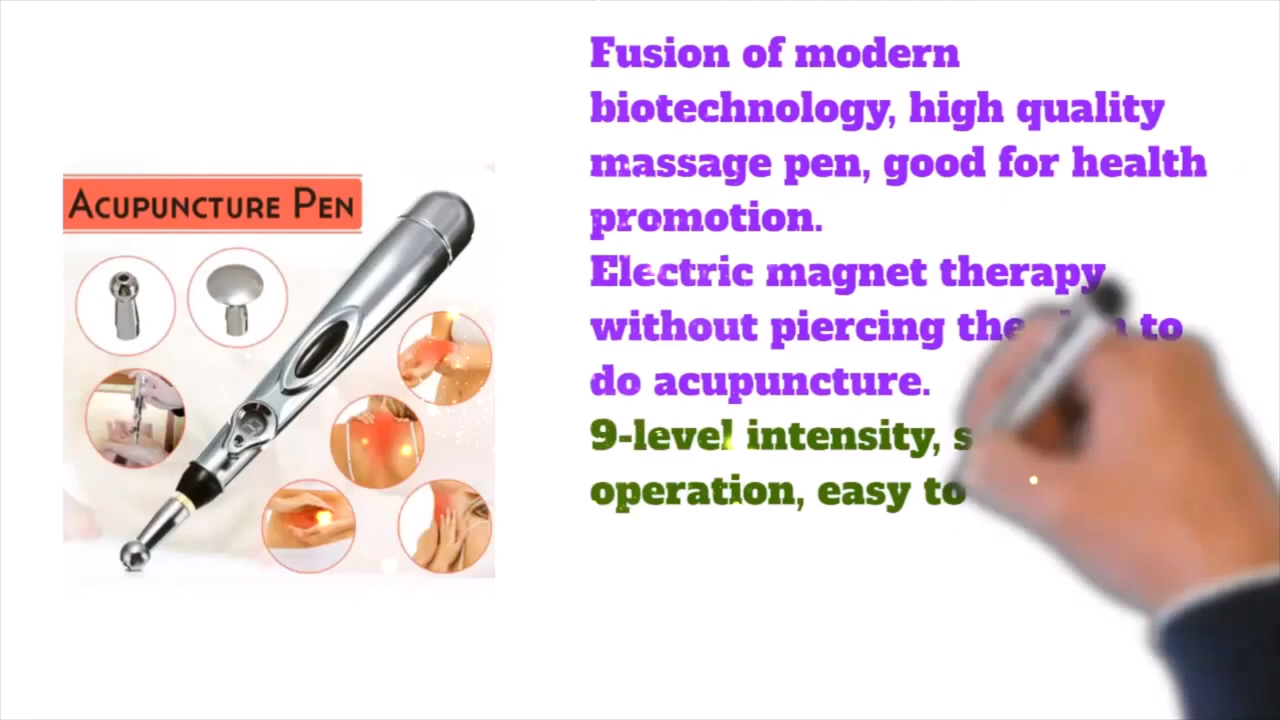 Acupuncture Pen
Fusion of modern
biotechnology, high quality
massage pen, good for health
promotion.
Electric magnet therapy
without piercing the to
do acupuncture.
9-level intensity,
operation, easy to